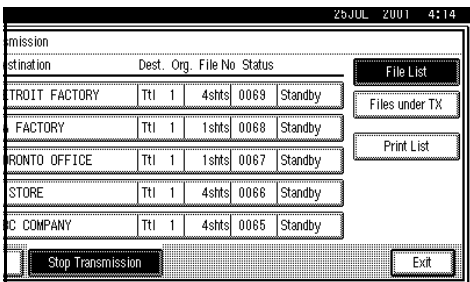 25JUL 2001 4:14
smission
stination Dest. Org. File No Status
File List
TROIT FACTORY Ttl 1 4shts 0069 Standby
Files under TX
FACTORY Ttl 1 1shts 0068 Standby
Print List
RONTO OFFICE Ttl 1 1shts 0067 Standby
STORE Ttl 1 4shts 0066 Standby
BC COMPANY Ttl 1 4shts 0065 Standby
Stop Transmission Exit